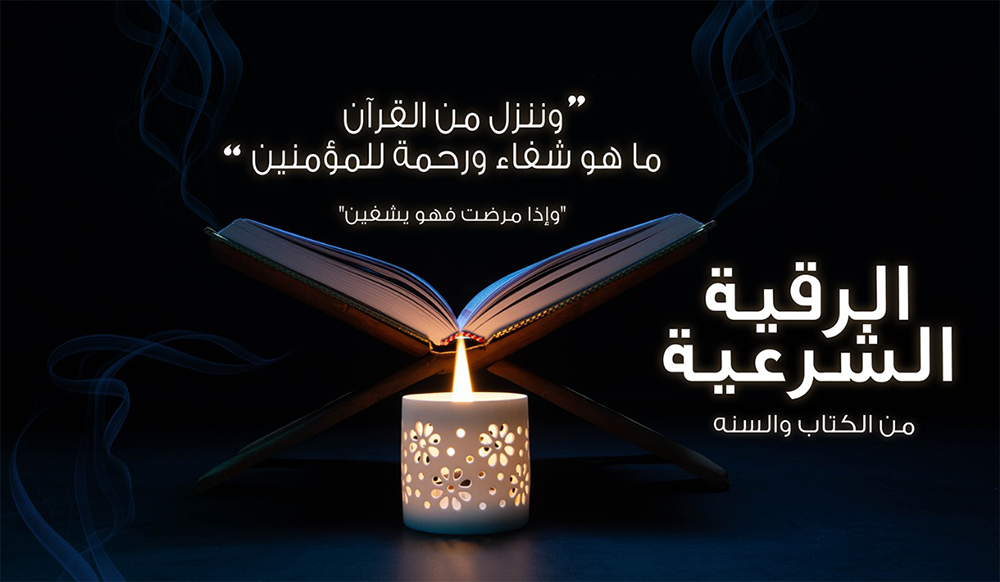 ”وننزل من القرآن
ما هو شفاء ورحمة للمؤمنين “
"وإذا مرضت فهو يشفين"
الرقية
الشرعية
من الكتاب والسنه